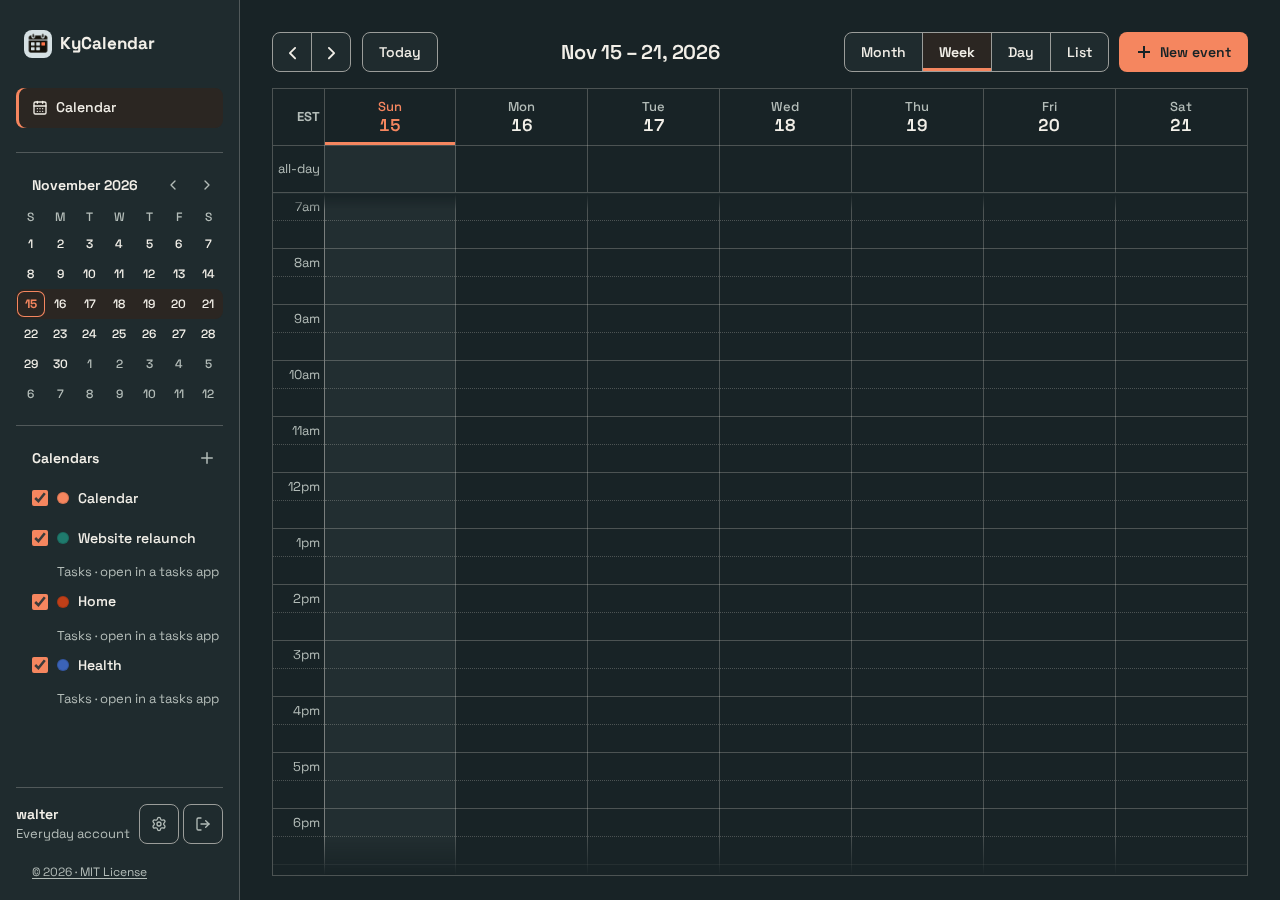 KyCalendar
Calendar
November 2026
S M T W T F S
1 2 3 4 5 6 7
8 9 10 11 12 13 14
15 16 17 18 19 20 21
22 23 24 25 26 27 28
29 30 1 2 3 4 5
6 7 8 9 10 11 12
Calendars
Calendar
Website relaunch
Tasks · open in a tasks app
Home
Tasks · open in a tasks app
Health
Tasks · open in a tasks app
walter
Everyday account
© 2026 · MIT License
Today
Nov 15 – 21, 2026
Month Week Day List
New event
EST
Sun 15
Mon 16
Tue 17
Wed 18
Thu 19
Fri 20
Sat 21
all-day
7am
8am
9am
10am
11am
12pm
1pm
2pm
3pm
4pm
5pm
6pm